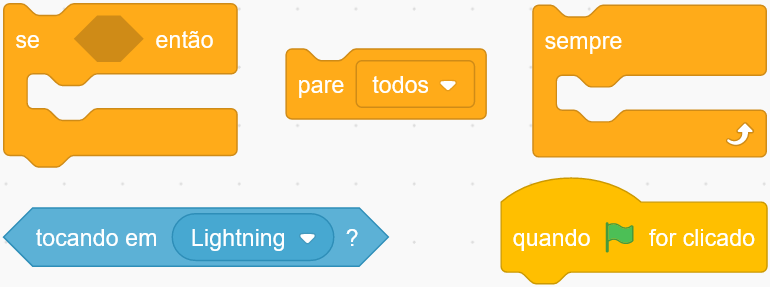 se então
pare todos
sempre
tocando em Lightning ?
quando for clicado